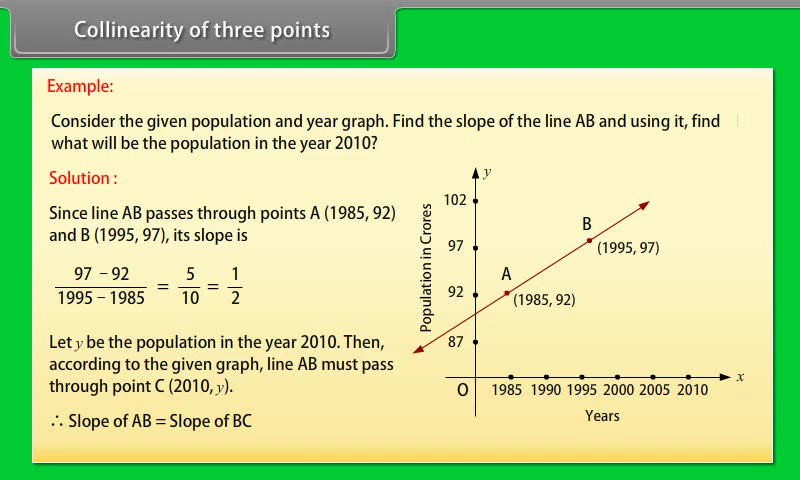 Collinearity of three points
Example:
Consider the given population and year graph. Find the slope of the line AB and using it, find
what will be the population in the year 2010?
Solution :
Since line AB passes through points A (1985, 92)
and B (1995, 97), its slope is
97 – 92 / 1995 – 1985 = 5 / 10 = 1 / 2
Let y be the population in the year 2010. Then,
according to the given graph, line AB must pass
through point C (2010, y).
∴ Slope of AB = Slope of BC
y
Population in Crores
102
97
92
87
B
(1995, 97)
A
(1985, 92)
x
O
1985 1990 1995 2000 2005 2010
Years